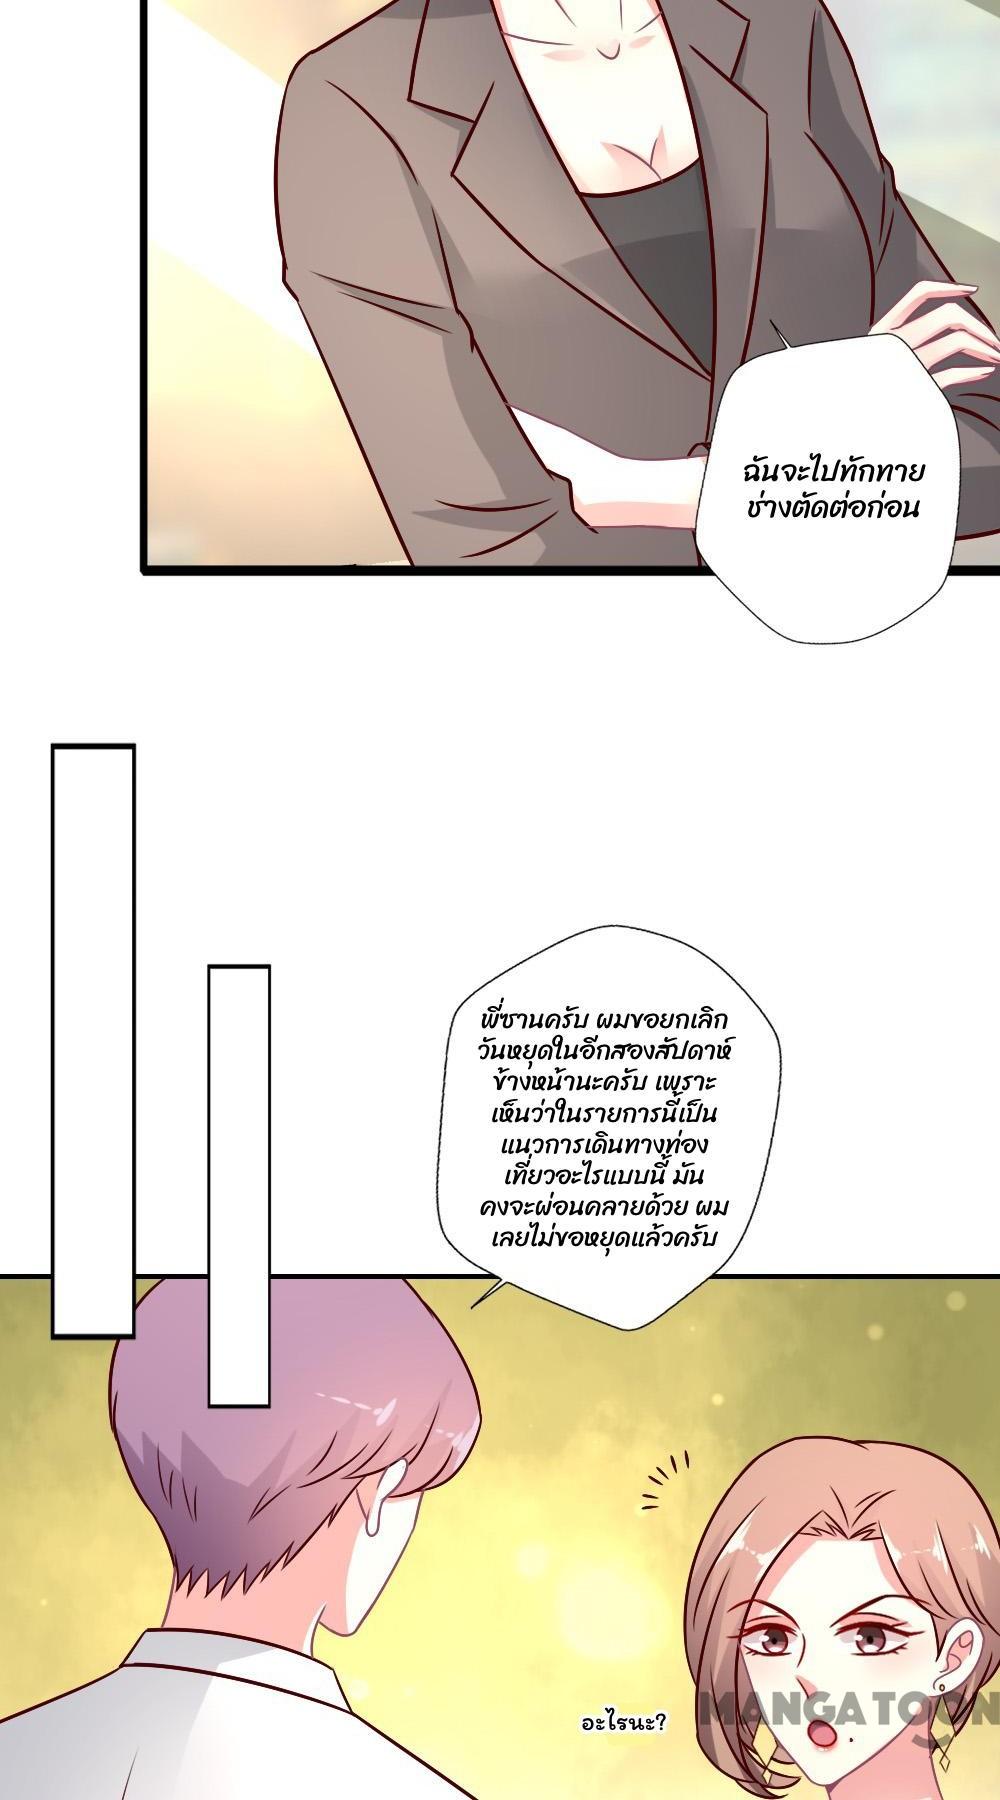 ฉันจะไปทักทาย
ช่างตัดต่อก่อน
พี่ซานครับ ผมขอยกเลิก
วันหยุดในอีกสองสัปดาห์
ข้างหน้านะครับ เพราะ
เห็นว่าในรายการนี้เป็น
แนวการเดินทางท่อง
เที่ยวอะไรแบบนี้ มัน
คงจะผ่อนคลายด้วย ผม
เลยไม่ขอหยุดแล้วครับ
อะไรนะ?
MANGATOON